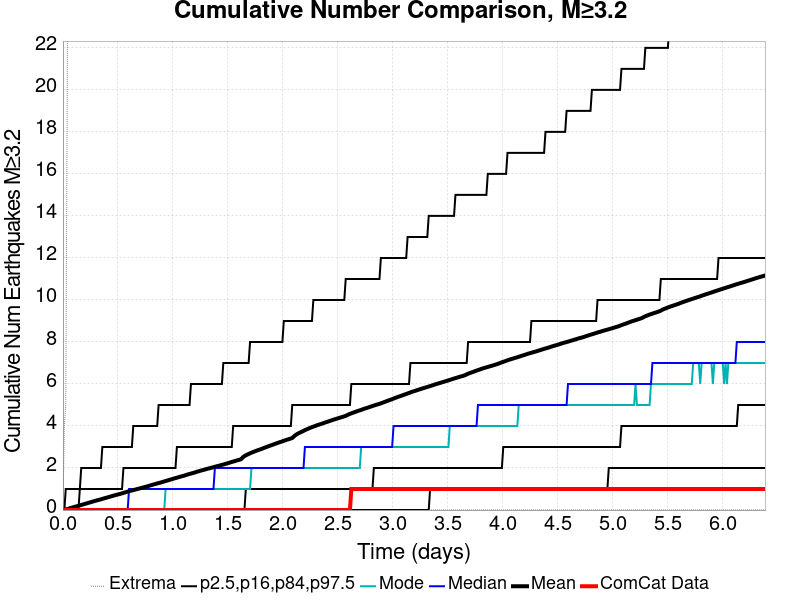 Cumulative Number Comparison, M≥3.2
Cumulative Num Earthquakes M≥3.2
22
20
18
16
14
12
10
8
6
4
2
0
0.0 0.5 1.0 1.5 2.0 2.5 3.0 3.5 4.0 4.5 5.0 5.5 6.0
Time (days)
Extrema p2.5,p16,p84,p97.5 Mode Median Mean ComCat Data